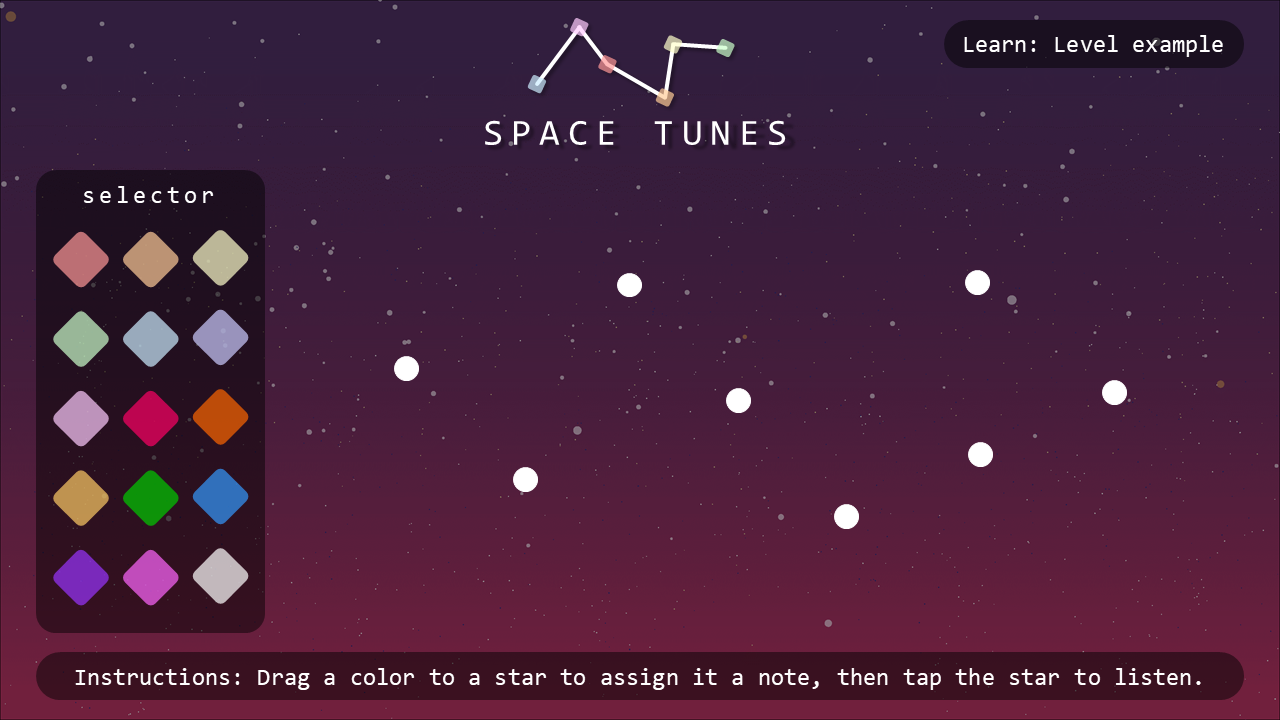 Learn: Level example
SPACE TUNES
selector
Instructions: Drag a color to a star to assign it a note, then tap the star to listen.